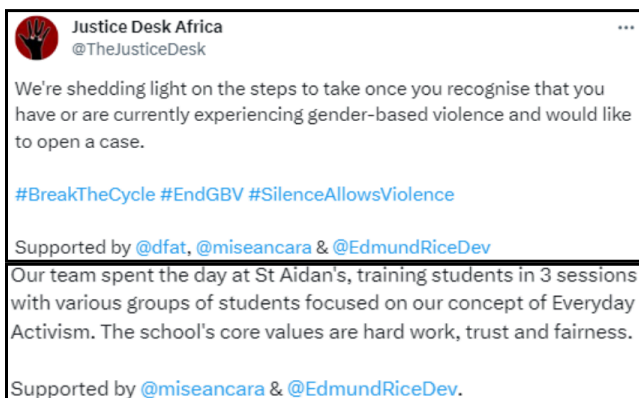 Justice Desk Africa
@TheJusticeDesk
We're shedding light on the steps to take once you recognise that you
have or are currently experiencing gender-based violence and would like
to open a case.
#BreakTheCycle #EndGBV #SilenceAllowsViolence
Supported by @dfat, @miseancara & @EdmundRiceDev
Our team spent the day at St Aidan's, training students in 3 sessions
with various groups of students focused on our concept of Everyday
Activism. The school's core values are hard work, trust and fairness.
Supported by @miseancara & @EdmundRiceDev.